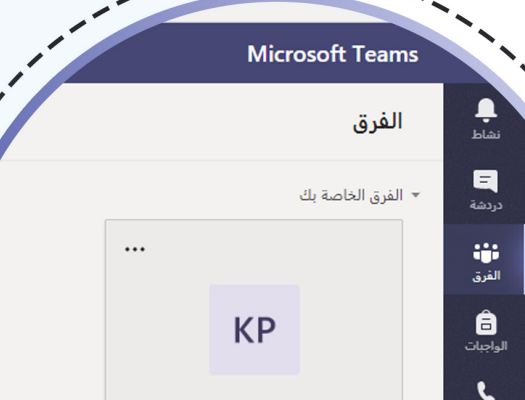 Microsoft Teams
الفرق
الفرق الخاصة بك
...
KP
نشاط
دردشة
الفرق
الواجبات